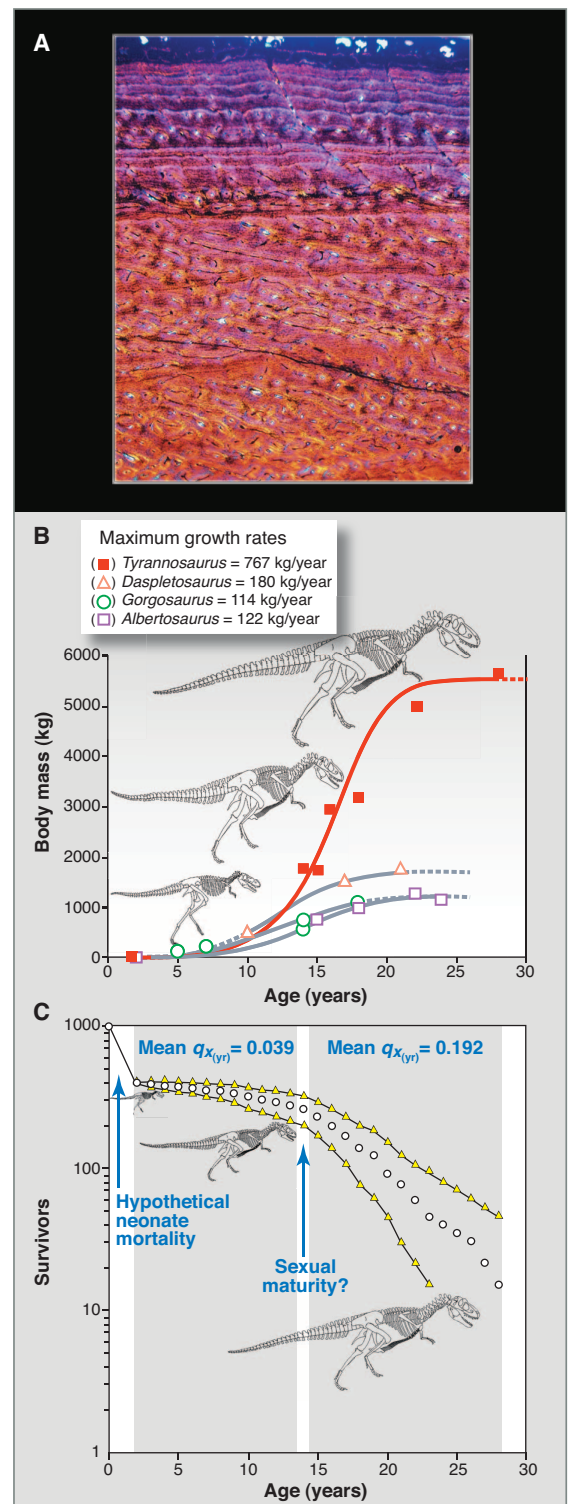 A
B
Maximum growth rates
(■) Tyrannosaurus = 767 kg/year
(△) Daspletosaurus = 180 kg/year
(○) Gorgosaurus = 114 kg/year
(□) Albertosaurus = 122 kg/year
6000
5000
4000
3000
2000
1000
0
Body mass (kg)
0 5 10 15 20 25 30
Age (years)
C
1000
100
10
1
Survivors
Mean qx(yr) = 0.039
Mean qx(yr) = 0.192
Hypothetical
neonate
mortality
Sexual
maturity?
0 5 10 15 20 25 30
Age (years)